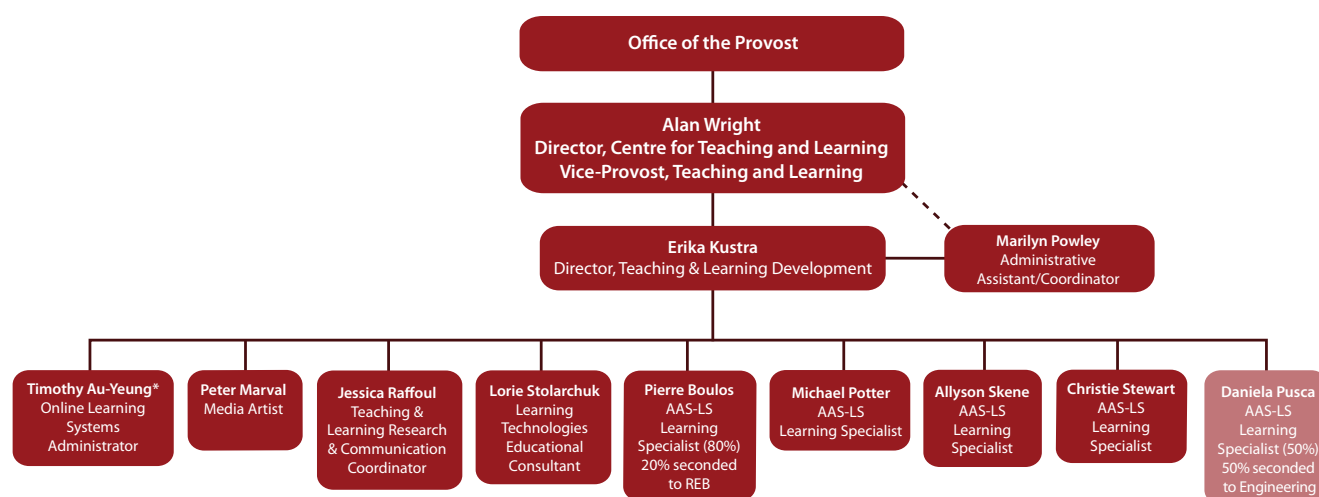 Office of the Provost
Alan Wright
Director, Centre for Teaching and Learning
Vice-Provost, Teaching and Learning
Erika Kustra
Director, Teaching & Learning Development
Marilyn Powley
Administrative
Assistant/Coordinator
Timothy Au-Yeung*
Online Learning
Systems
Administrator
Peter Marval
Media Artist
Jessica Raffoul
Teaching &
Learning Research
& Communication
Coordinator
Lorie Stolarchuk
Learning
Technologies
Educational
Consultant
Pierre Boulos
AAS-LS
Learning
Specialist (80%)
20% seconded
to REB
Michael Potter
AAS-LS
Learning Specialist
Allyson Skene
AAS-LS
Learning
Specialist
Christie Stewart
AAS-LS
Learning
Specialist
Daniela Pusca
AAS-LS
Learning
Specialist (50%)
50% seconded
to Engineering